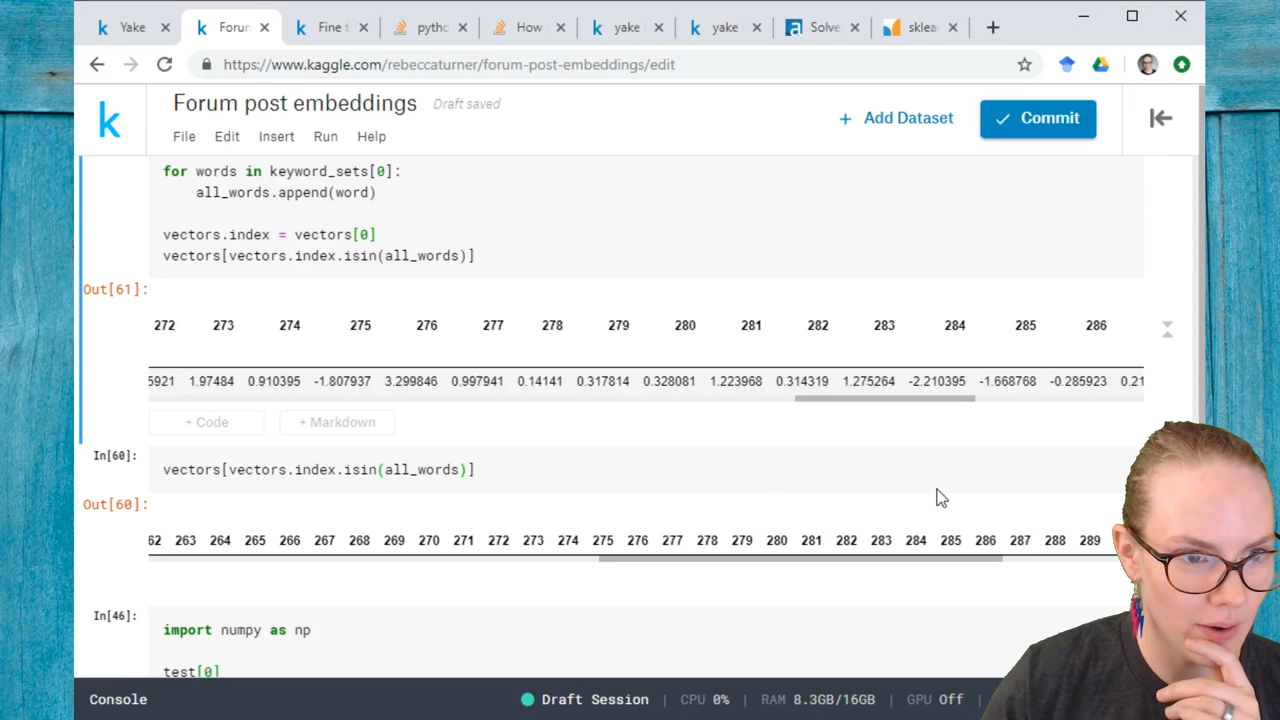 Yake
Forun
Fine t
pytho
How
yake
yake
Solve
sklea
https://www.kaggle.com/rebeccaturner/forum-post-embeddings/edit
Forum post embeddings Draft saved
File Edit Insert Run Help
+ Add Dataset
Commit
for words in keyword_sets[0]:
all_words.append(word)
vectors.index = vectors[0]
vectors[vectors.index.isin(all_words)]
Out[61]:
272 273 274 275 276 277 278 279 280 281 282 283 284 285 286
5921 1.97484 0.910395 -1.807937 3.299846 0.997941 0.14141 0.317814 0.328081 1.223968 0.314319 1.275264 -2.210395 -1.668768 -0.285923 0.21
+ Code + Markdown
In[60]:
vectors[vectors.index.isin(all_words)]
Out[60]:
62 263 264 265 266 267 268 269 270 271 272 273 274 275 276 277 278 279 280 281 282 283 284 285 286 287 288 289
In[46]:
import numpy as np
test[0]
Console
Draft Session | CPU 0% | RAM 8.3GB/16GB | GPU Off